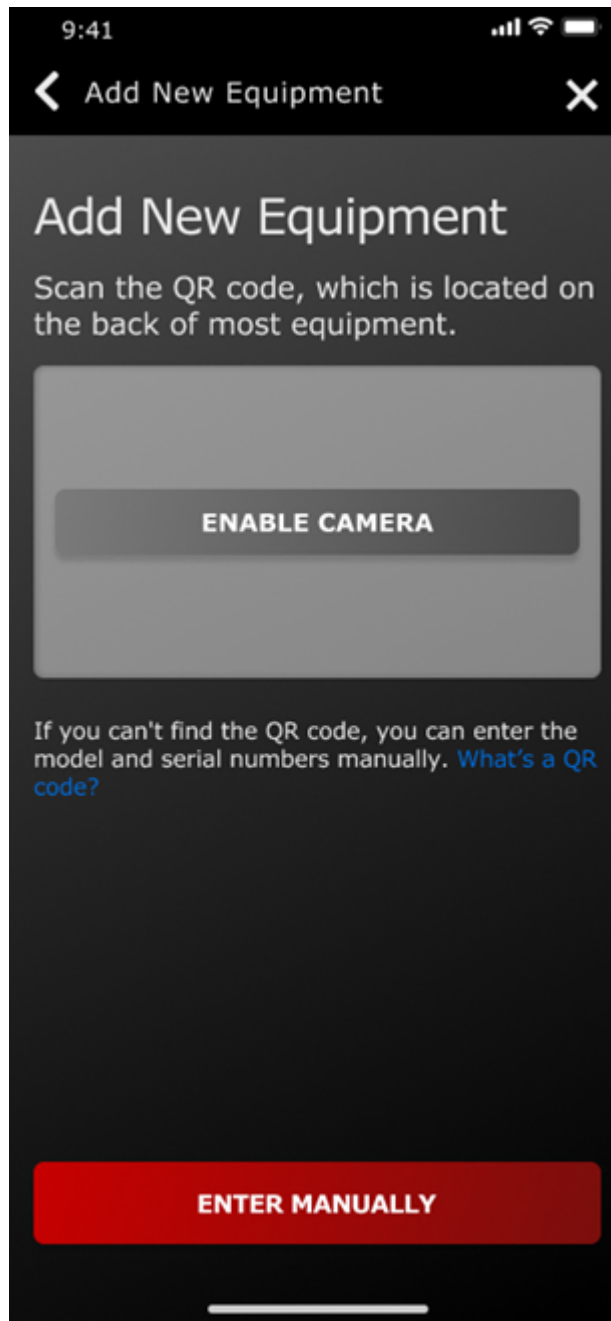 9:41
Add New Equipment
Add New Equipment
Scan the QR code, which is located on
the back of most equipment.
ENABLE CAMERA
If you can't find the QR code, you can enter the
model and serial numbers manually. What’s a QR
code?
ENTER MANUALLY